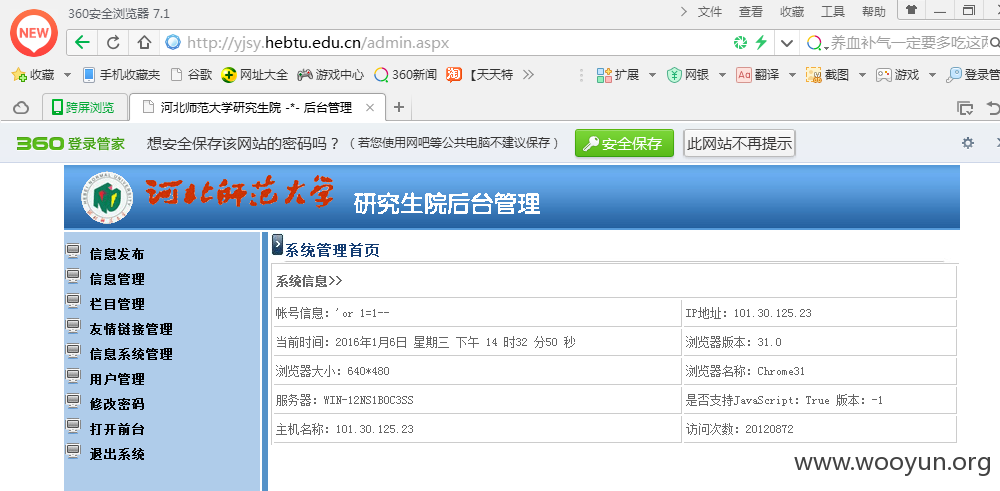 360安全浏览器 7.1
文件 查看 收藏 工具 帮助
NEW
http://yjsy.hebtu.edu.cn/admin.aspx
养血补气一定要多吃这两
收藏 手机收藏夹 谷歌 网址大全 游戏中心 360新闻 淘 【天天特 扩展 网银 Aa 翻译 截图 游戏 登录管
跨屏浏览 河北师范大学研究生院 -*- 后台管理
360登录管家 想安全保存该网站的密码吗？（若您使用网吧等公共电脑不建议保存） 安全保存 此网站不再提示
河北师范大学 研究生院后台管理
信息发布
信息管理
栏目管理
友情链接管理
信息系统管理
用户管理
修改密码
打开前台
退出系统
系统管理首页
系统信息>>
帐号信息：'or 1=1-- IP地址：101.30.125.23
当前时间：2016年1月6日 星期三 下午 14 时32 分50 秒 浏览器版本：31.0
浏览器大小：640*480 浏览器名称：Chrome31
服务器：WIN-12NS1BOC3SS 是否支持JavaScript：True 版本：-1
主机名称：101.30.125.23 访问次数：20120872
www.wooyun.org